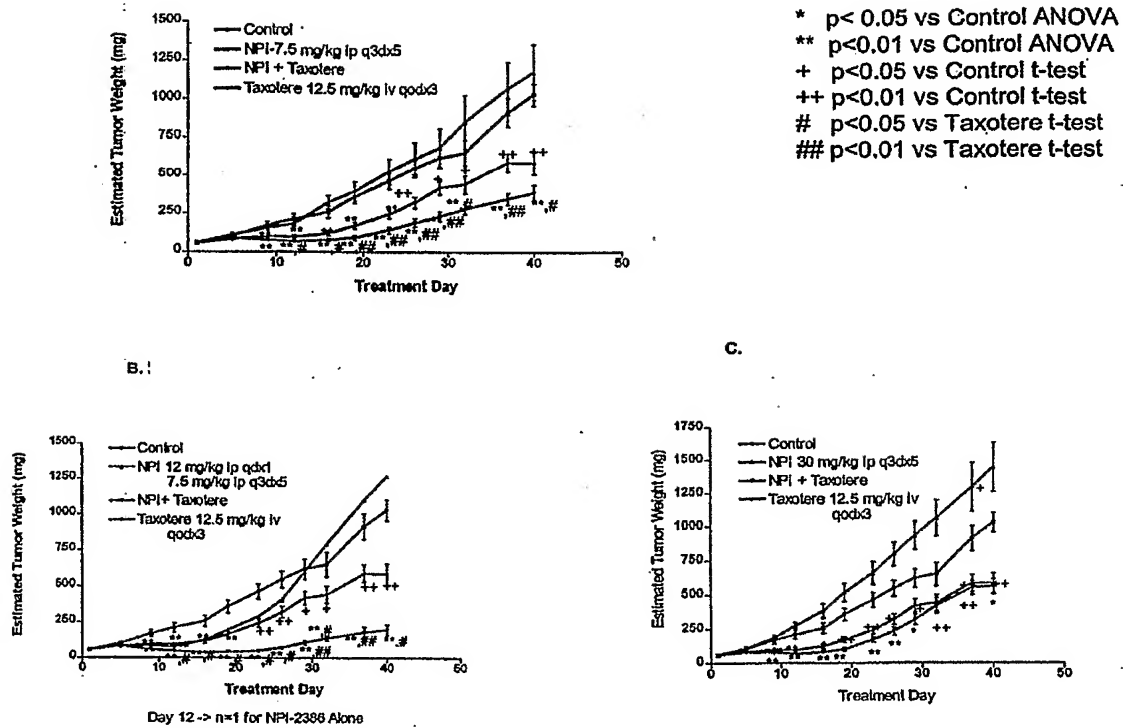 1500
1250
1000
750
500
250
0
0
10
20
30
40
50
Estimated Tumor Weight (mg)
Treatment Day
Control
NPI-7.5 mg/kg ip q3dx5
NPI + Taxotere
Taxotere 12.5 mg/kg iv qodx3
* p< 0.05 vs Control ANOVA
** p<0.01 vs Control ANOVA
+ p<0.05 vs Control t-test
++ p<0.01 vs Control t-test
# p<0.05 vs Taxotere t-test
## p<0.01 vs Taxotere t-test
B.
1500
1250
1000
750
500
250
0
0
10
20
30
40
50
Estimated Tumor Weight (mg)
Treatment Day
Control
NPI 12 mg/kg ip qdx1
7.5 mg/kg ip q3dx5
NPI+ Taxotere
Taxotere 12.5 mg/kg iv
qodx3
Day 12 -> n=1 for NPI-2386 Alone
C.
1750
1500
1250
1000
750
500
250
0
0
10
20
30
40
50
Estimated Tumor Weight (mg)
Treatment Day
Control
NPI 30 mg/kg ip q3dx5
NPI + Taxotere
Taxotere 12.5 mg/kg iv
qodx3